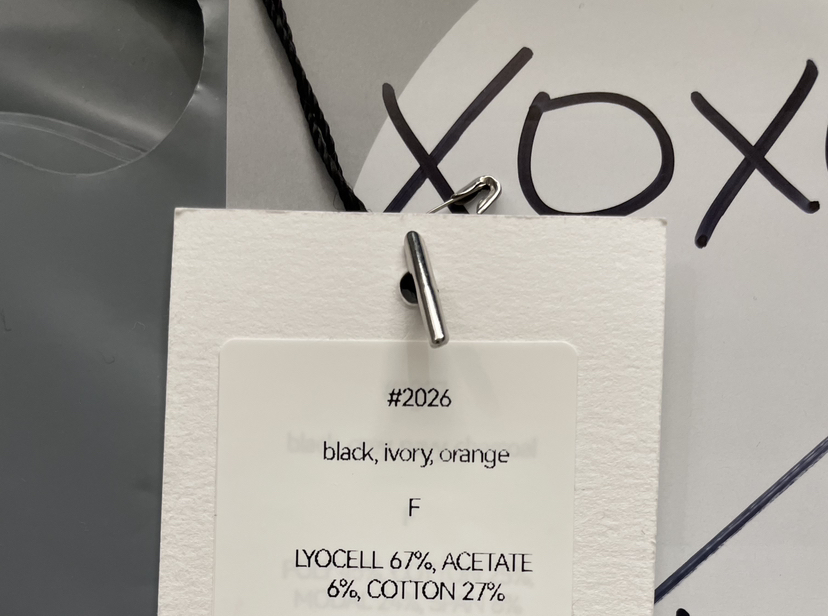 XOX
#2026
black, ivory, orange
F
LYOCELL 67%, ACETATE
6%, COTTON 27%